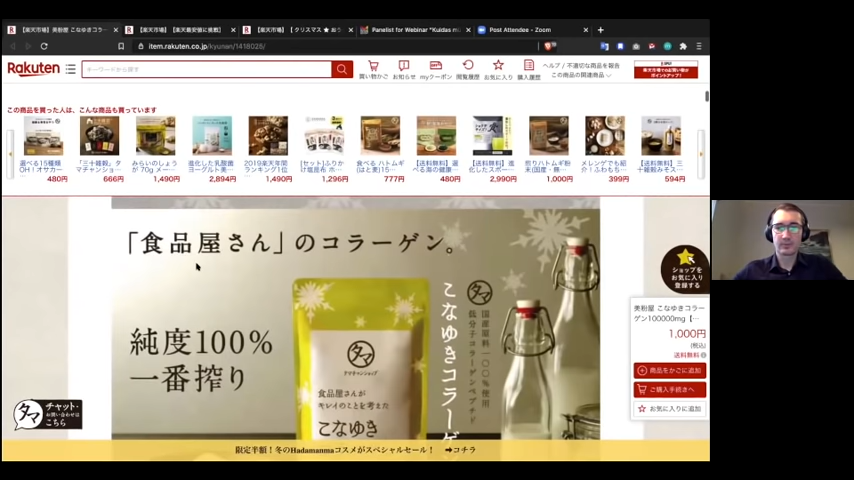 【楽天市場】美粉屋 こなゆきコラー
【楽天市場】【楽天最安値に挑戦】
【楽天市場】【 クリスマス ★ おう
Panelist for Webinar "Kuidas m
Post Attendee - Zoom
item.rakuten.co.jp/kyunan/1418026/
Rakuten
キーワードから探す
買い物かご
お知らせ
myクーポン
閲覧履歴
お気に入り
購入履歴
ヘルプ / 不適切な商品を報告
この商品の関連商品
この商品を買った人は、こんな商品も買っています
選べる15種類
OH！オサカー
480円
「三十雑穀」タ
マチャンショ
666円
みらいのしょう
が 70g メー
1,490円
進化した乳酸菌
ヨーグルト美
2,894円
2019楽天年間
ランキング1位
1,490円
[セット]ふりか
け塩昆布 ホ
1,296円
食べる ハトムギ
(はと麦)15
777円
【送料無料】選
べる海の健康
480円
【送料無料】進
化したスポー
2,990円
煎りハトムギ粉
末(国産・無
1,000円
メレンゲでも紹
介！ふわもち
399円
【送料無料】三
十雑穀みそス
594円
「食品屋さん」のコラーゲン。
純度100%
一番搾り
タマ
タマチャンショップ
食品屋さんが
キレイのことを考えた
こなゆき
こなゆきコラーゲ
タマ
国産原料一〇〇％使用
低分子コラーゲンペプチド
ショップを
お気に入り
登録する
美粉屋 こなゆきコラー
ゲン100000mg【
1,000円
(税込)
送料無料
商品をかごに追加
ご購入手続きへ
お気に入りに追加
タマ
チャット・
お問い合わせは
こちら
限定半額！冬のHadamanmaコスメがスペシャルセール！ ➡コチラ